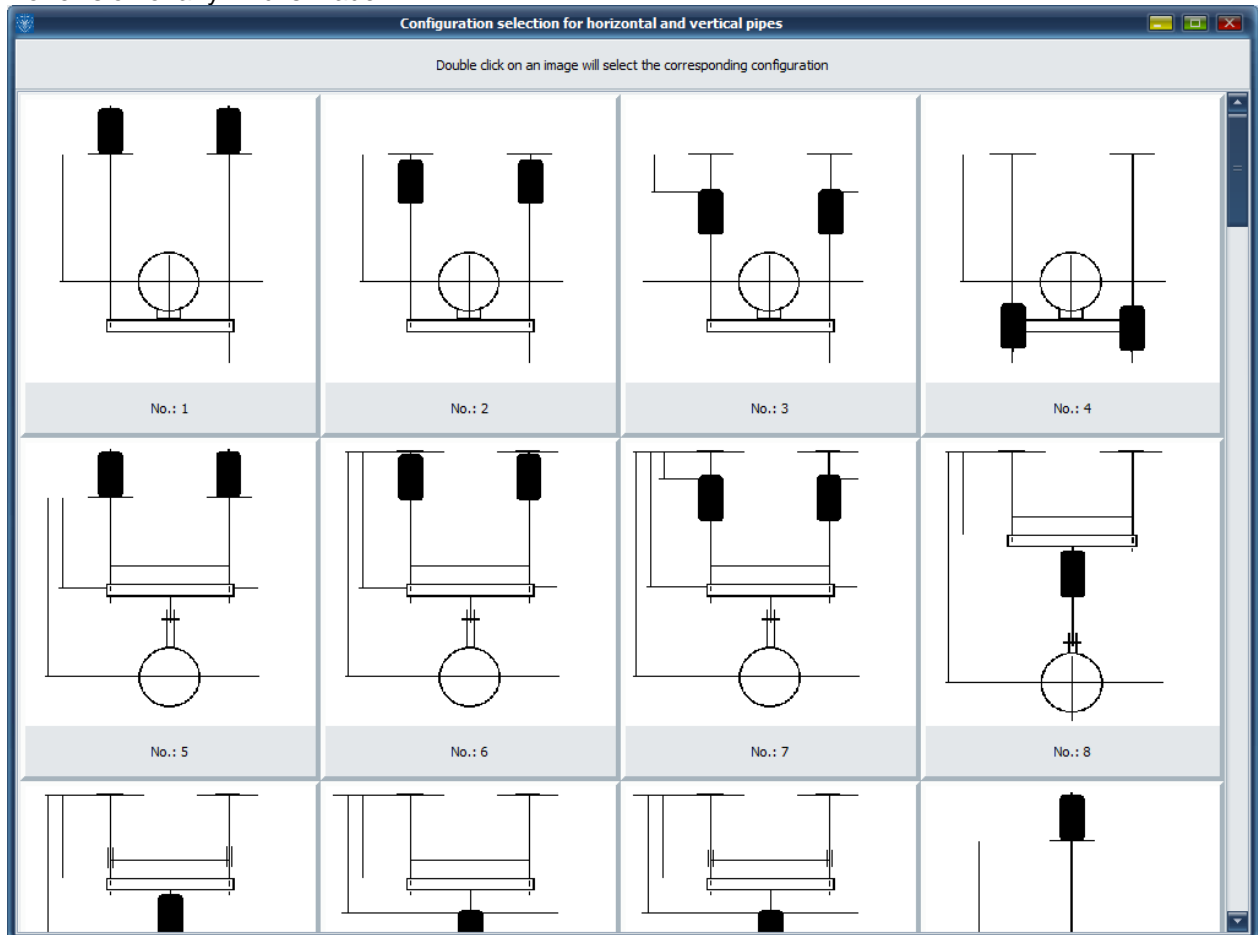 Configuration selection for horizontal and vertical pipes
Double click on an image will select the corresponding configuration
No.: 1
No.: 2
No.: 3
No.: 4
No.: 5
No.: 6
No.: 7
No.: 8